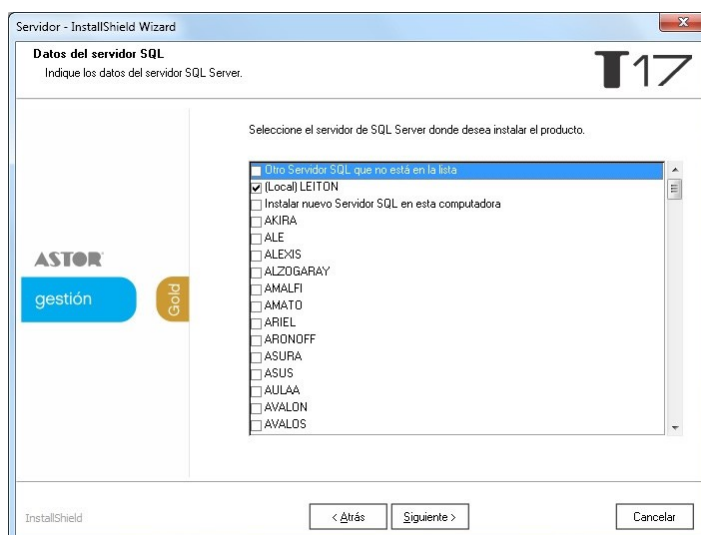 Servidor - InstallShield Wizard
Datos del servidor SQL
Indique los datos del servidor SQL Server.
T17
Seleccione el servidor de SQL Server donde desea instalar el producto.
Otro Servidor SQL que no está en la lista
(Local) LEITON
Instalar nuevo Servidor SQL en esta computadora
AKIRA
ALE
ALEXIS
ALZOGARAY
AMALFI
AMATO
ARIEL
ARONOFF
ASURA
ASUS
AULAA
AVALON
AVALOS
ASTOR
gestión
Gold
InstallShield
< Atrás
Siguiente >
Cancelar